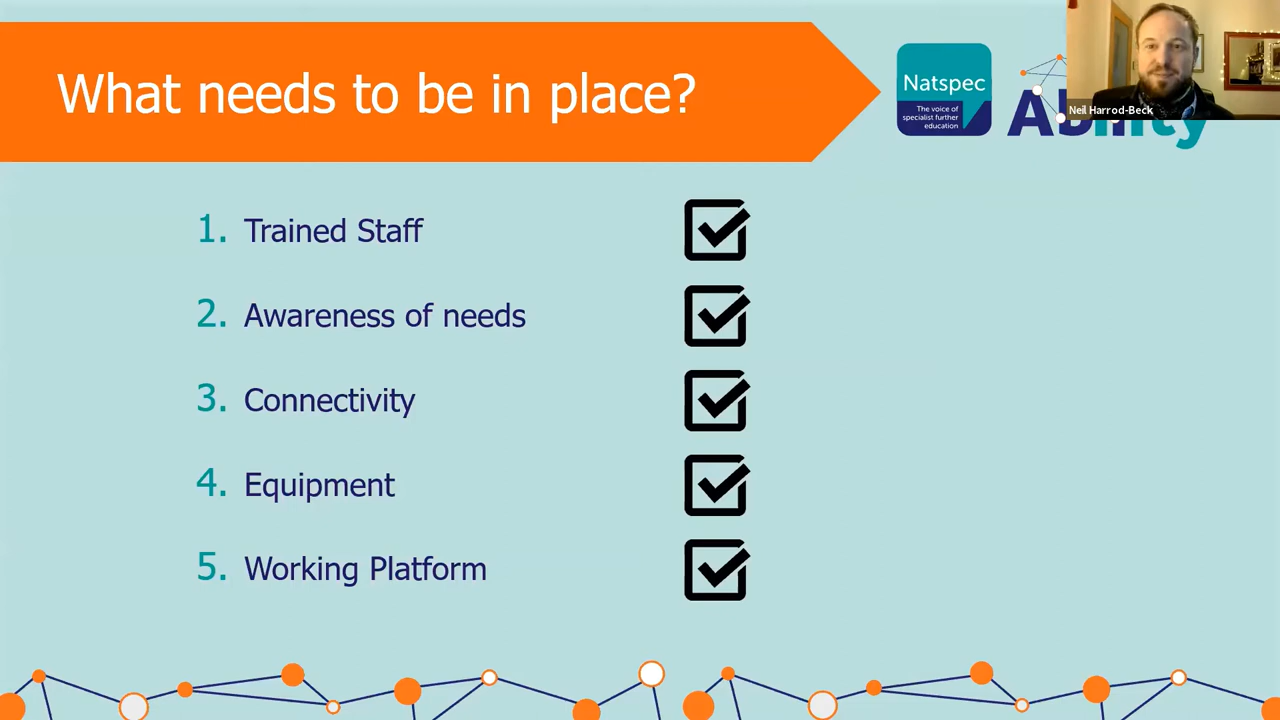 What needs to be in place?
Natspec
The voice of
specialist further
education
Ability
Neil Harrod-Beck
1. Trained Staff
2. Awareness of needs
3. Connectivity
4. Equipment
5. Working Platform